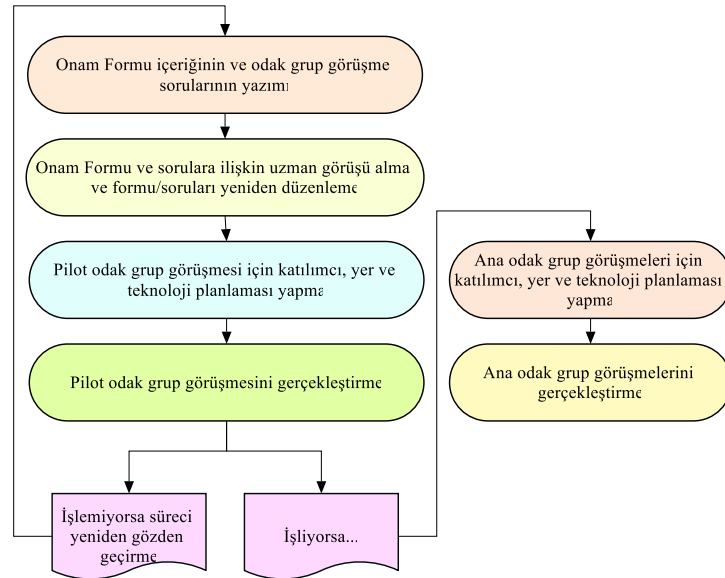 Onam Formu içeriğinin ve odak grup görüşme
sorularının yazımı
Onam Formu ve sorulara ilişkin uzman görüşü alma
ve formu/soruları yeniden düzenleme
Pilot odak grup görüşmesi için katılımcı, yer ve
teknoloji planlaması yapma
Pilot odak grup görüşmesini gerçekleştirme
İşlemiyorsa süreci
yeniden gözden
geçirme
İşliyorsa...
Ana odak grup görüşmeleri için
katılımcı, yer ve teknoloji planlaması
yapma
Ana odak grup görüşmelerini
gerçekleştirme